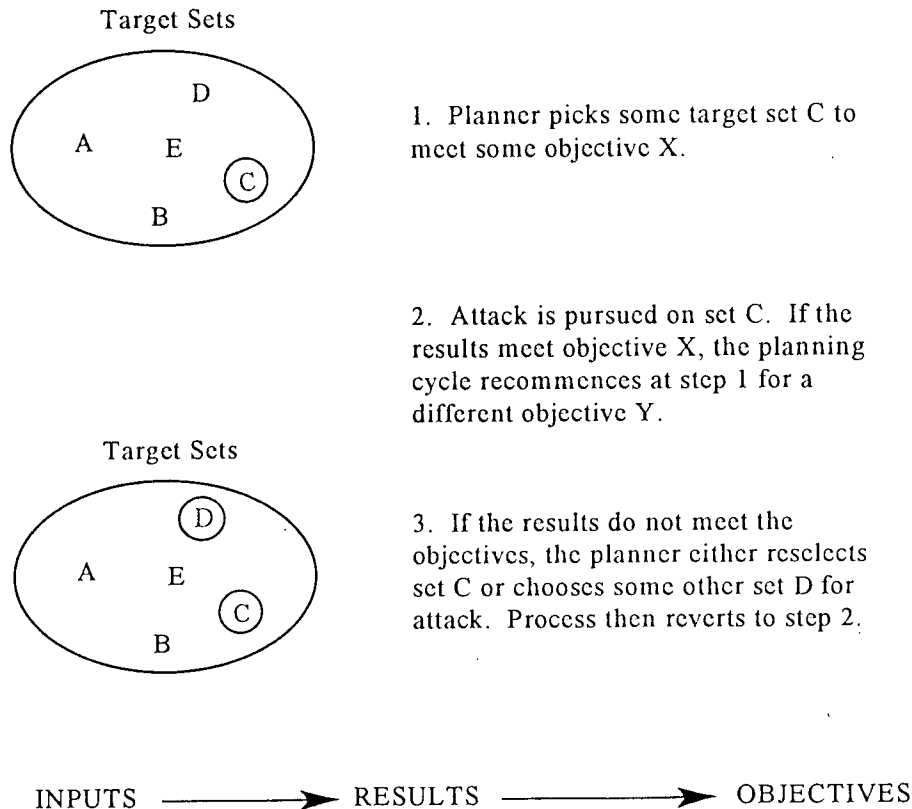 Target Sets
D
A
E
C
B
1. Planner picks some target set C to
meet some objective X.
2. Attack is pursued on set C. If the
results meet objective X, the planning
cycle recommences at step 1 for a
different objective Y.
Target Sets
D
A
E
C
B
3. If the results do not meet the
objectives, the planner either reselects
set C or chooses some other set D for
attack. Process then reverts to step 2.
INPUTS RESULTS OBJECTIVES